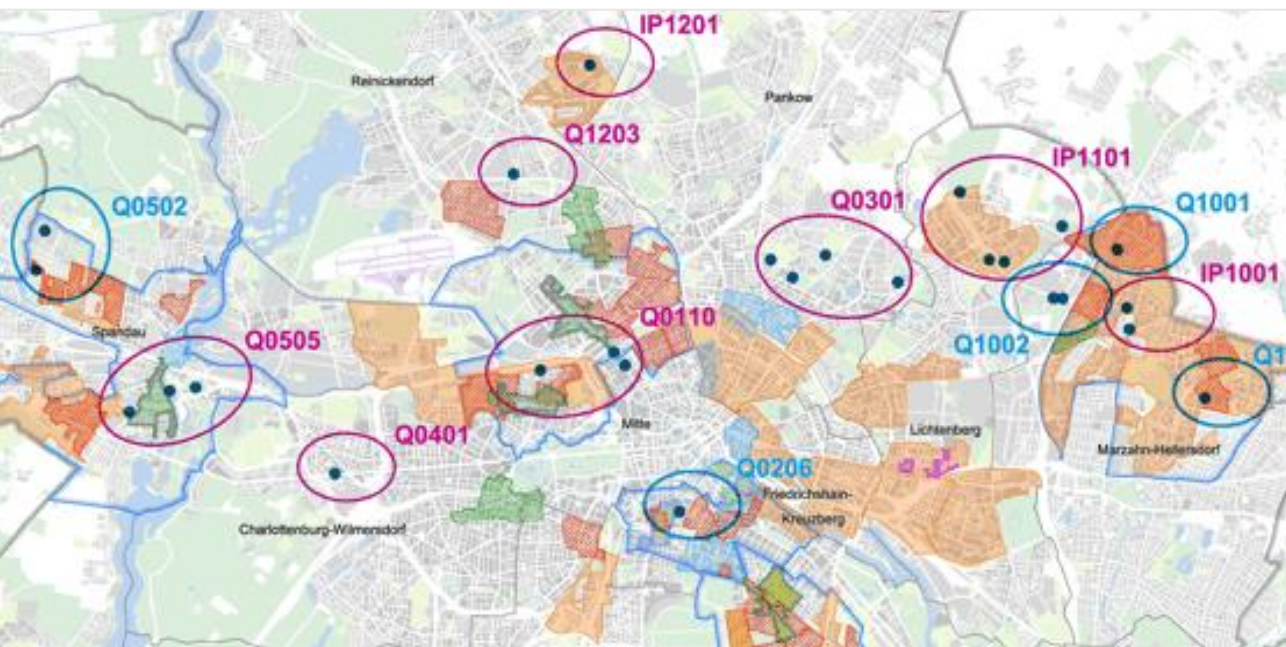 IP1201
Reinickendorf
Pankow
Q1203
IP1101
Q0502
Q0301
Q1001
IP1001
Q0110
Spandau
Q0505
Q1002
Q1
Mitte
Q0401
Lichtenberg
Marzahn-Hellersdorf
Q0206
Friedrichshain-
Kreuzberg
Charlottenburg-Wilmersdorf